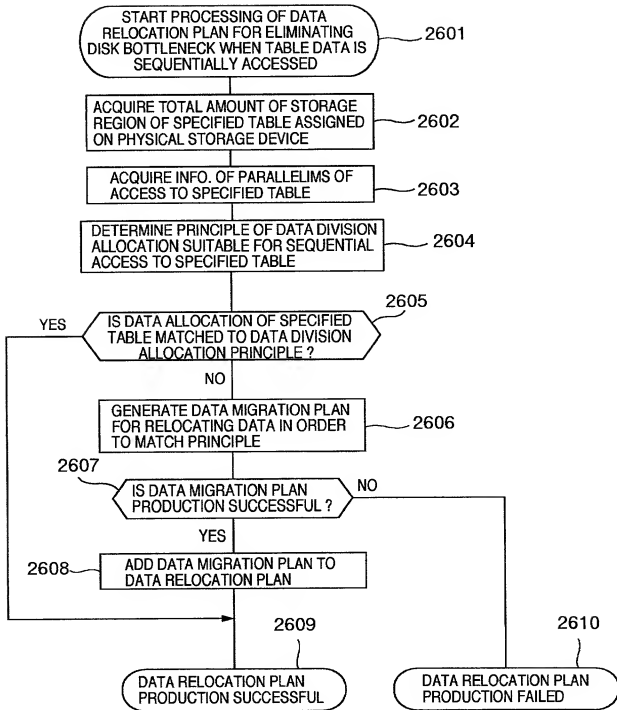 START PROCESSING OF DATA
RELOCATION PLAN FOR ELIMINATING
DISK BOTTLENECK WHEN TABLE DATA IS
SEQUENTIALLY ACCESSED
2601
ACQUIRE TOTAL AMOUNT OF STORAGE
REGION OF SPECIFIED TABLE ASSIGNED
ON PHYSICAL STORAGE DEVICE
2602
ACQUIRE INFO. OF PARALLELIMS OF
ACCESS TO SPECIFIED TABLE
2603
DETERMINE PRINCIPLE OF DATA DIVISION
ALLOCATION SUITABLE FOR SEQUENTIAL
ACCESS TO SPECIFIED TABLE
2604
2605
YES
IS DATA ALLOCATION OF SPECIFIED
TABLE MATCHED TO DATA DIVISION
ALLOCATION PRINCIPLE ?
NO
GENERATE DATA MIGRATION PLAN
FOR RELOCATING DATA IN ORDER
TO MATCH PRINCIPLE
2606
2607
IS DATA MIGRATION PLAN
PRODUCTION SUCCESSFUL ?
NO
YES
2608
ADD DATA MIGRATION PLAN TO
DATA RELOCATION PLAN
2609
DATA RELOCATION PLAN
PRODUCTION SUCCESSFUL
2610
DATA RELOCATION PLAN
PRODUCTION FAILED